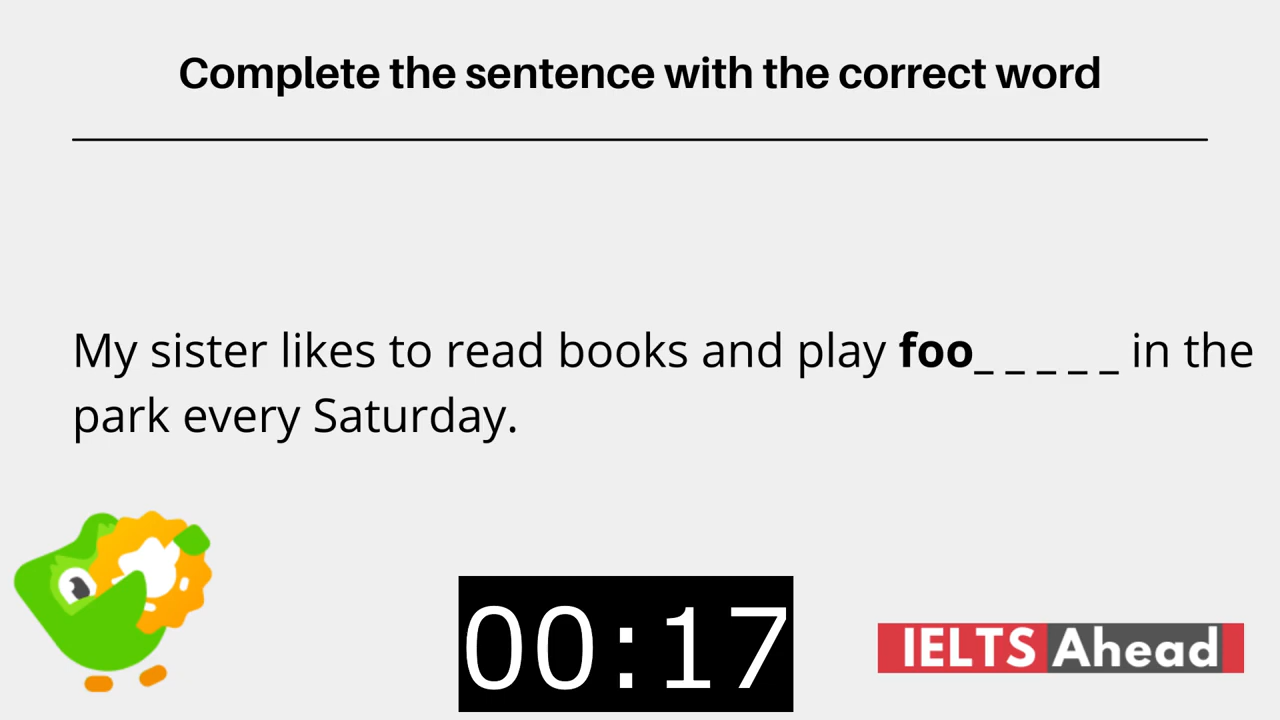 Complete the sentence with the correct word
My sister likes to read books and play foo_ _ _ _ _ in the
park every Saturday.
00:17
IELTS Ahead